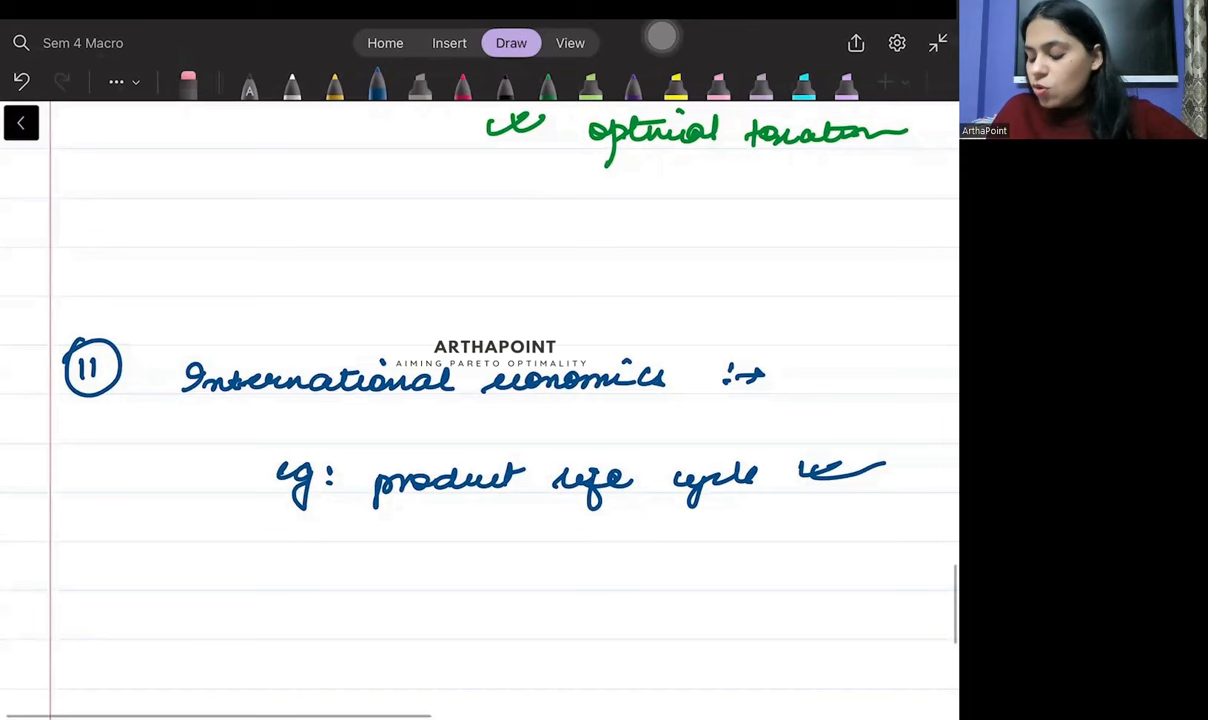 Sem 4 Macro
Home Insert Draw View
A
ArthaPoint
optimal taxation
ARTHAPOINT
AIMING PARETO OPTIMALITY
11 International economics :→
eg: product life cycle